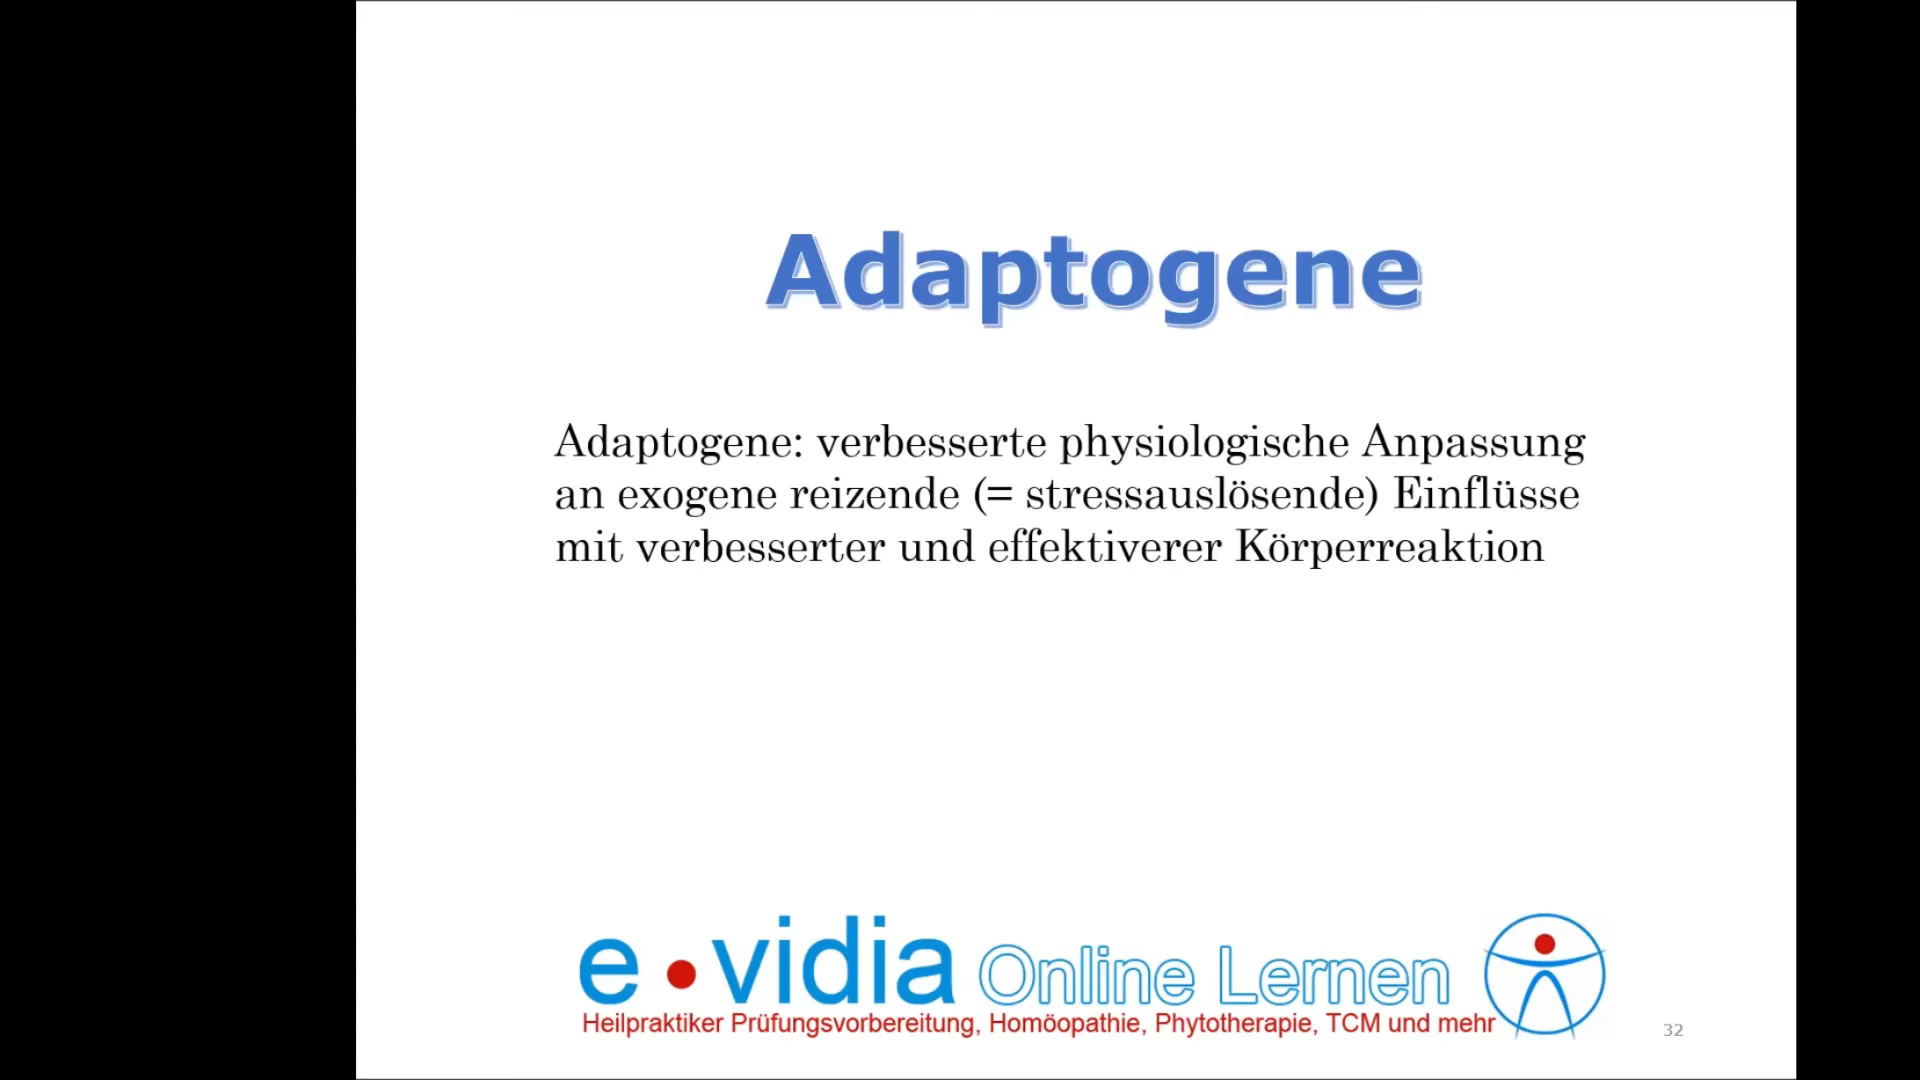 Adaptogene
Adaptogene: verbesserte physiologische Anpassung
an exogene reizende (= stressauslösende) Einflüsse
mit verbesserter und effektiverer Körperreaktion
e•vidia Online Lernen
Heilpraktiker Prüfungsvorbereitung, Homöopathie, Phytotherapie, TCM und mehr
32